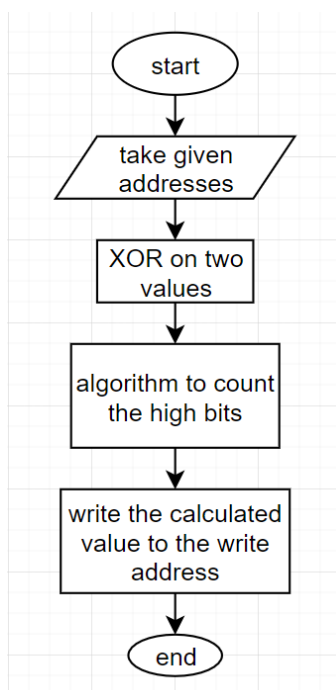 start
take given
addresses
XOR on two
values
algorithm to count
the high bits
write the calculated
value to the write
address
end